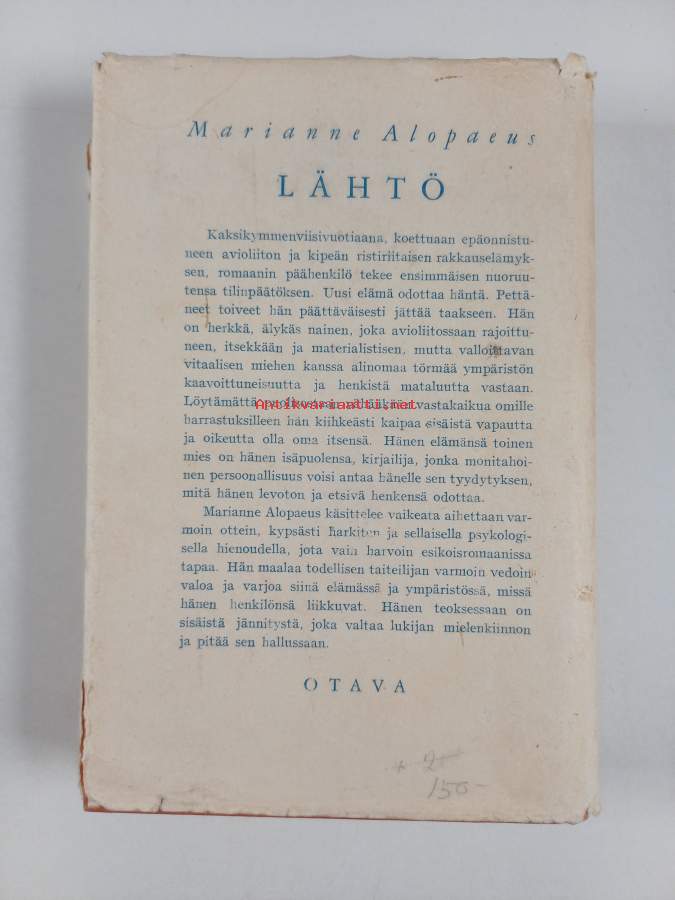 Marianne Alopaeus
LÄHTÖ
Kaksikymmenviisivuotiaana, koettuaan epäonnistu-
neen avioliiton ja kipeän ristiriitaisen rakkauselämyk-
sen, romaanin päähenkilö tekee ensimmäisen nuoruu-
tensa tilinpäätöksen. Uusi elämä odottaa häntä. Pettä-
neet toiveet hän päättäväisesti jättää taakseen. Hän
on herkkä, älykäs nainen, joka avioliitossaan rajoittu-
neen, itsekkään ja materialistisen, mutta valloittavan
vitaalisen miehen kanssa alinomaa törmää ympäristön
kaavoittuneisuutta ja henkistä mataluutta vastaan.
Löytämättä vastakaikua omille
Antikvariaatti.net
harrastuksilleen hän kiihkeästi kaipaa sisäistä vapautta
ja oikeutta olla oma itsensä. Hänen elämänsä toinen
mies on hänen isäpuolensa, kirjailija, jonka monitahoi-
nen persoonallisuus voisi antaa hänelle sen tyydytyksen,
mitä hänen levoton ja etsivä henkensä odottaa.
Marianne Alopaeus käsittelee vaikeata aihettaan var-
moin ottein, kypsästi harkiten ja sellaisella psykologi-
sella hienoudella, jota vain harvoin esikoisromaanissa
tapaa. Hän maalaa todellisen taiteilijan varmoin vedoin
valoa ja varjoa siinä elämässä ja ympäristössä, missä
hänen henkilönsä liikkuvat. Hänen teoksessaan on
sisäistä jännitystä, joka valtaa lukijan mielenkiinnon
ja pitää sen hallussaan.
OTAVA
+ 2-
150-